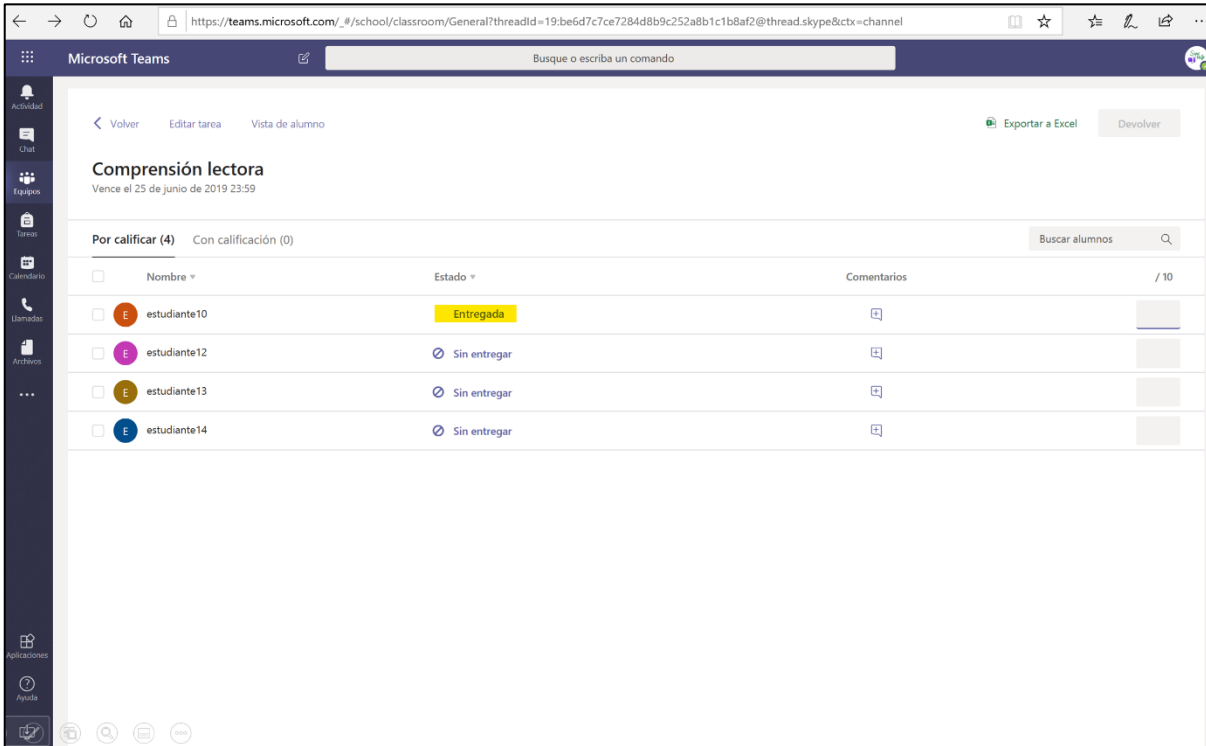 https://teams.microsoft.com/_#/school/classroom/General?threadId=19:be6d7c7ce7284d8b9c252a8b1c1b8af2@thread.skype&ctx=channel
Microsoft Teams Busque o escriba un comando
Actividad
Chat
Equipos
Tareas
Calendario
Llamadas
Archivos
Aplicaciones
Ayuda
Volver Editar tarea Vista de alumno Exportar a Excel Devolver
Comprensión lectora
Vence el 25 de junio de 2019 23:59
Por calificar (4) Con calificación (0) Buscar alumnos
Nombre Estado Comentarios / 10
E estudiante10 Entregada
E estudiante12 Sin entregar
E estudiante13 Sin entregar
E estudiante14 Sin entregar